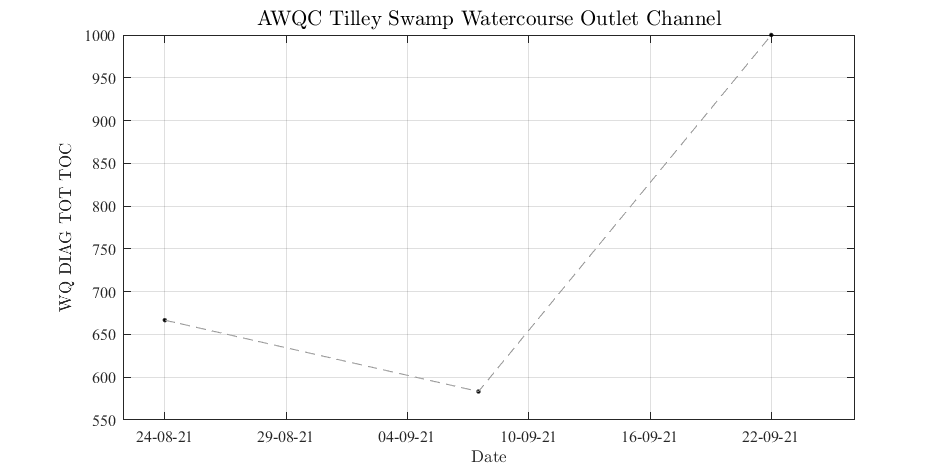 AWQC Tilley Swamp Watercourse Outlet Channel
1000
950
900
850
800
750
700
650
600
550
WQ DIAG TOT TOC
24-08-21 29-08-21 04-09-21 10-09-21 16-09-21 22-09-21
Date